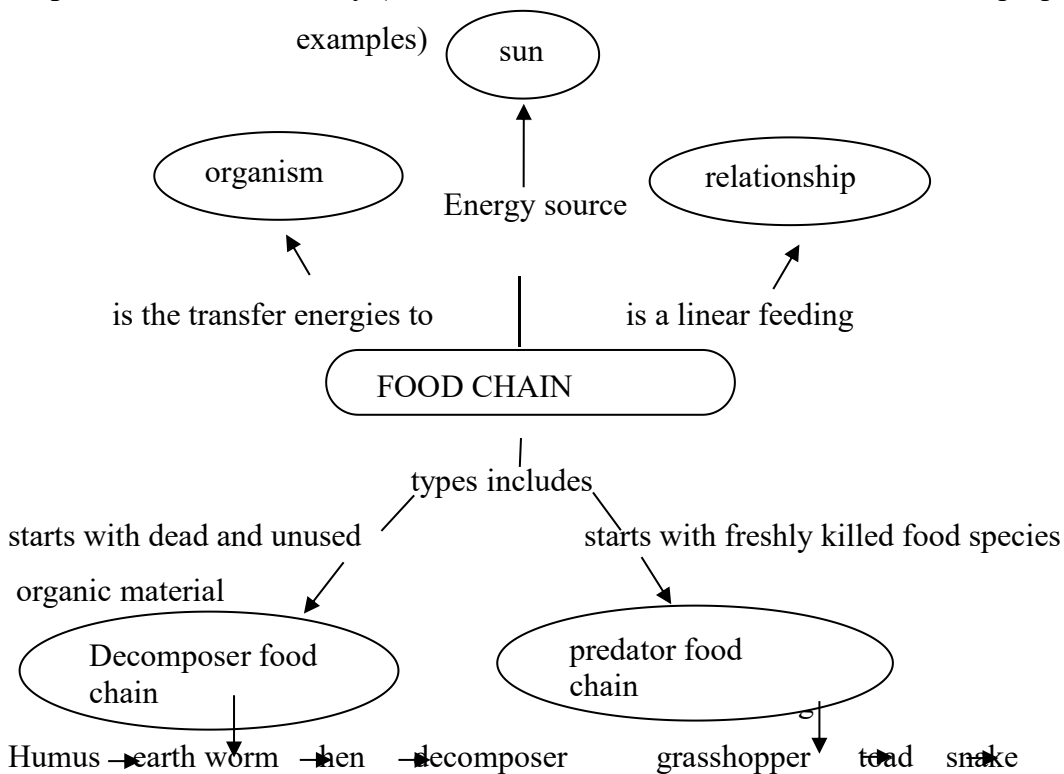 examples)
sun
organism
relationship
Energy source
is the transfer energies to
is a linear feeding
FOOD CHAIN
types includes
starts with dead and unused
starts with freshly killed food species
organic material
Decomposer food
chain
predator food
chain
Humus earth worm hen decomposer
grasshopper toad snake